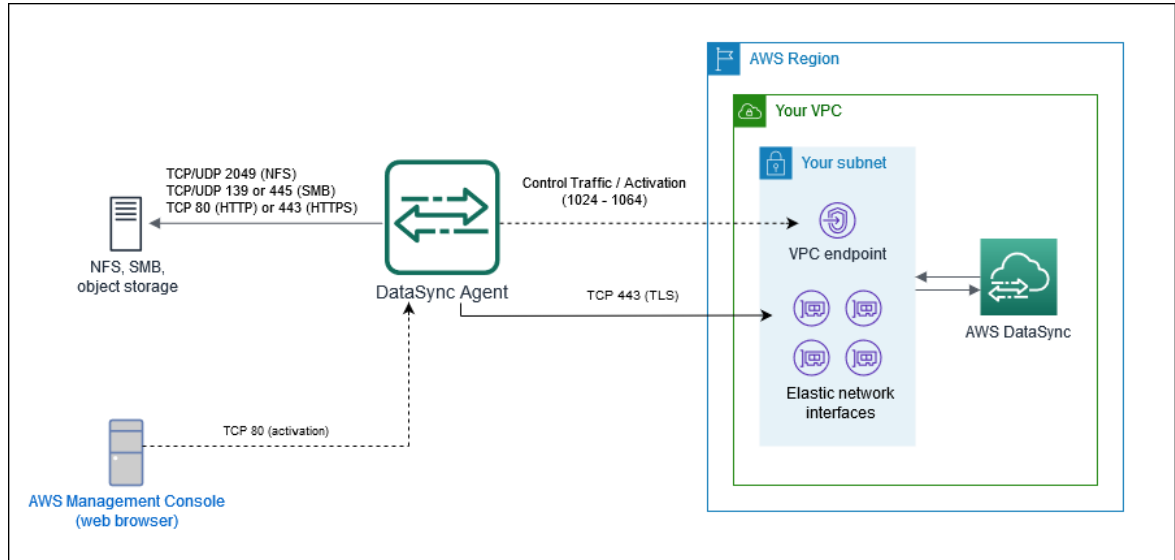 AWS Region
Your VPC
Your subnet
TCP/UDP 2049 (NFS)
TCP/UDP 139 or 445 (SMB)
TCP 80 (HTTP) or 443 (HTTPS)
Control Traffic / Activation
(1024 - 1064)
VPC endpoint
NFS, SMB,
object storage
DataSync Agent
TCP 443 (TLS)
AWS DataSync
Elastic network
interfaces
TCP 80 (activation)
AWS Management Console
(web browser)